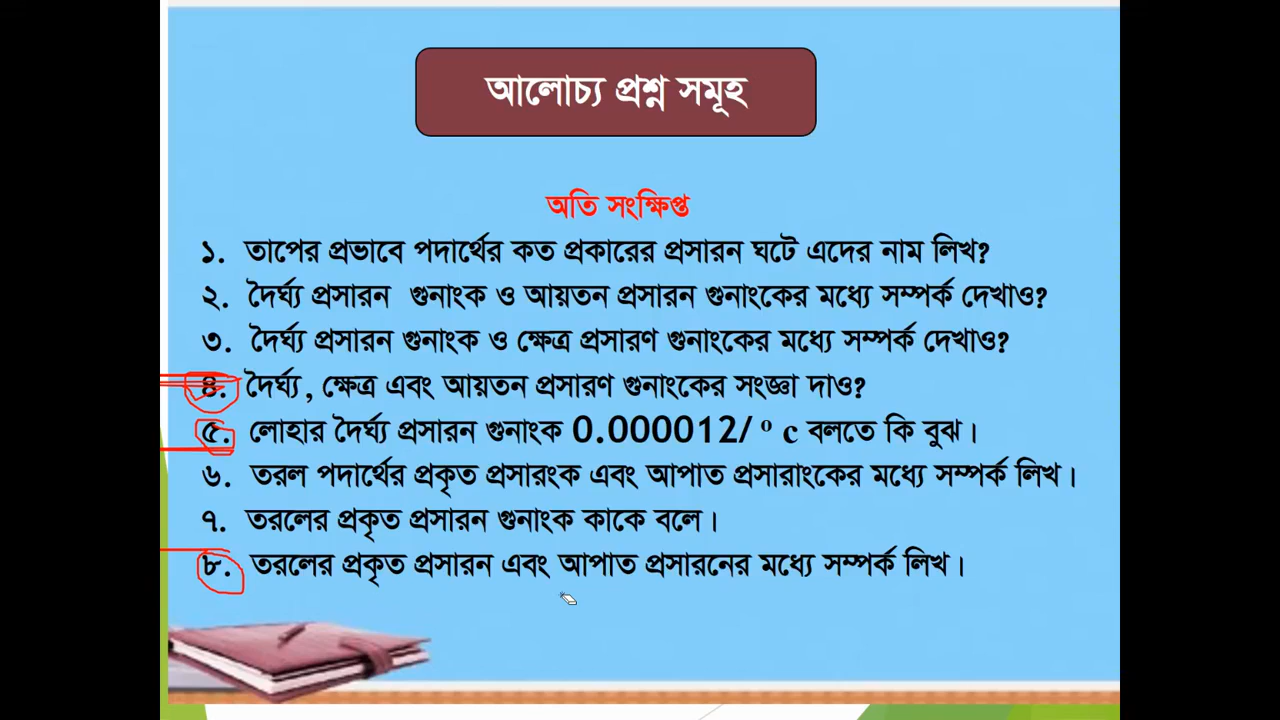 আলোচ্য প্রশ্ন সমূহ
অতি সংক্ষিপ্ত
১. তাপের প্রভাবে পদার্থের কত প্রকারের প্রসারন ঘটে এদের নাম লিখ?
২. দৈর্ঘ্য প্রসারন গুনাংক ও আয়তন প্রসারন গুনাংকের মধ্যে সম্পর্ক দেখাও?
৩. দৈর্ঘ্য প্রসারন গুনাংক ও ক্ষেত্র প্রসারণ গুনাংকের মধ্যে সম্পর্ক দেখাও?
৪. দৈর্ঘ্য, ক্ষেত্র এবং আয়তন প্রসারণ গুনাংকের সংজ্ঞা দাও?
৫. লোহার দৈর্ঘ্য প্রসারন গুনাংক 0.000012/ ° c বলতে কি বুঝ।
৬. তরল পদার্থের প্রকৃত প্রসারংক এবং আপাত প্রসারাংকের মধ্যে সম্পর্ক লিখ।
৭. তরলের প্রকৃত প্রসারন গুনাংক কাকে বলে।
৮. তরলের প্রকৃত প্রসারন এবং আপাত প্রসারনের মধ্যে সম্পর্ক লিখ।